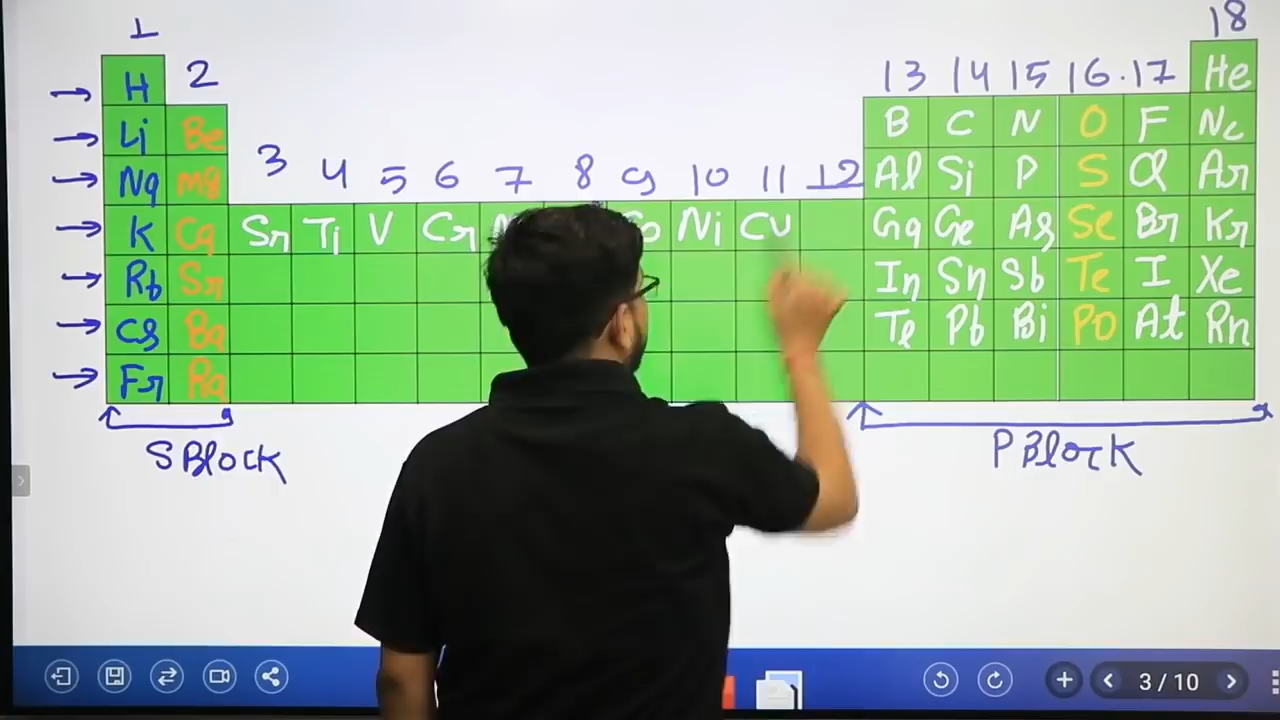 1 18
2 13 14 15 16 17
H He
Li Be B C N O F Ne
3 4 5 6 7 8 9 10 11 12
Na Mg Al Si P S Cl Ar
K Ca Sr Ti V Cr Ni Cu Ga Ge As Se Br Kr
Rb Sr In Sn Sb Te I Xe
Cs Ba Te Pb Bi Po At Rn
Fr Ra
S Block P Block
3 / 10